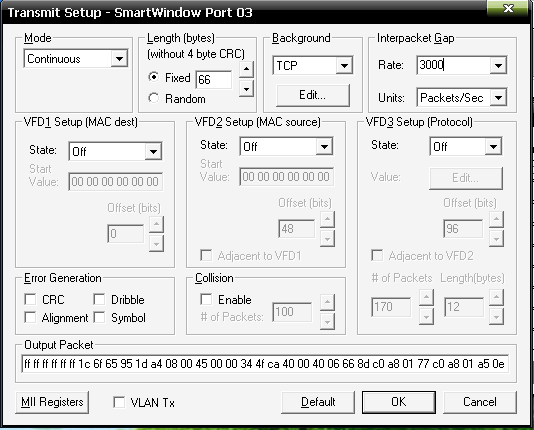 Transmit Setup - SmartWindow Port 03
Mode
Continuous
Length (bytes)
(without 4 byte CRC)
Fixed 66
Random
Background
TCP
Edit...
Interpacket Gap
Rate: 3000
Units: Packets/Sec
VFD1 Setup (MAC dest)
State: Off
Start
Value: 00 00 00 00 00 00
Offset (bits)
0
VFD2 Setup (MAC source)
State: Off
Start
Value: 00 00 00 00 00 00
Offset (bits)
48
Adjacent to VFD1
VFD3 Setup (Protocol)
State: Off
Value: Edit...
Offset (bits)
96
Adjacent to VFD2
# of Packets Length(bytes)
170 12
Error Generation
CRC Dribble
Alignment Symbol
Collision
Enable
# of Packets: 100
Output Packet
ff ff ff ff ff ff 1c 6f 65 95 1d a4 08 00 45 00 00 34 4f ca 40 00 40 06 66 8d c0 a8 01 77 c0 a8 01 a5 0e
MII Registers VLAN Tx Default OK Cancel